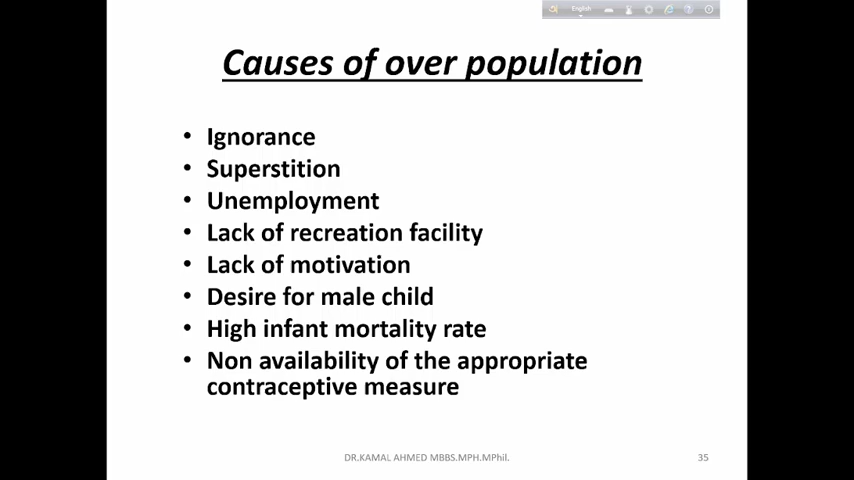 English
Causes of over population
• Ignorance
• Superstition
• Unemployment
• Lack of recreation facility
• Lack of motivation
• Desire for male child
• High infant mortality rate
• Non availability of the appropriate
contraceptive measure
DR.KAMAL AHMED MBBS.MPH.MPhil.
35